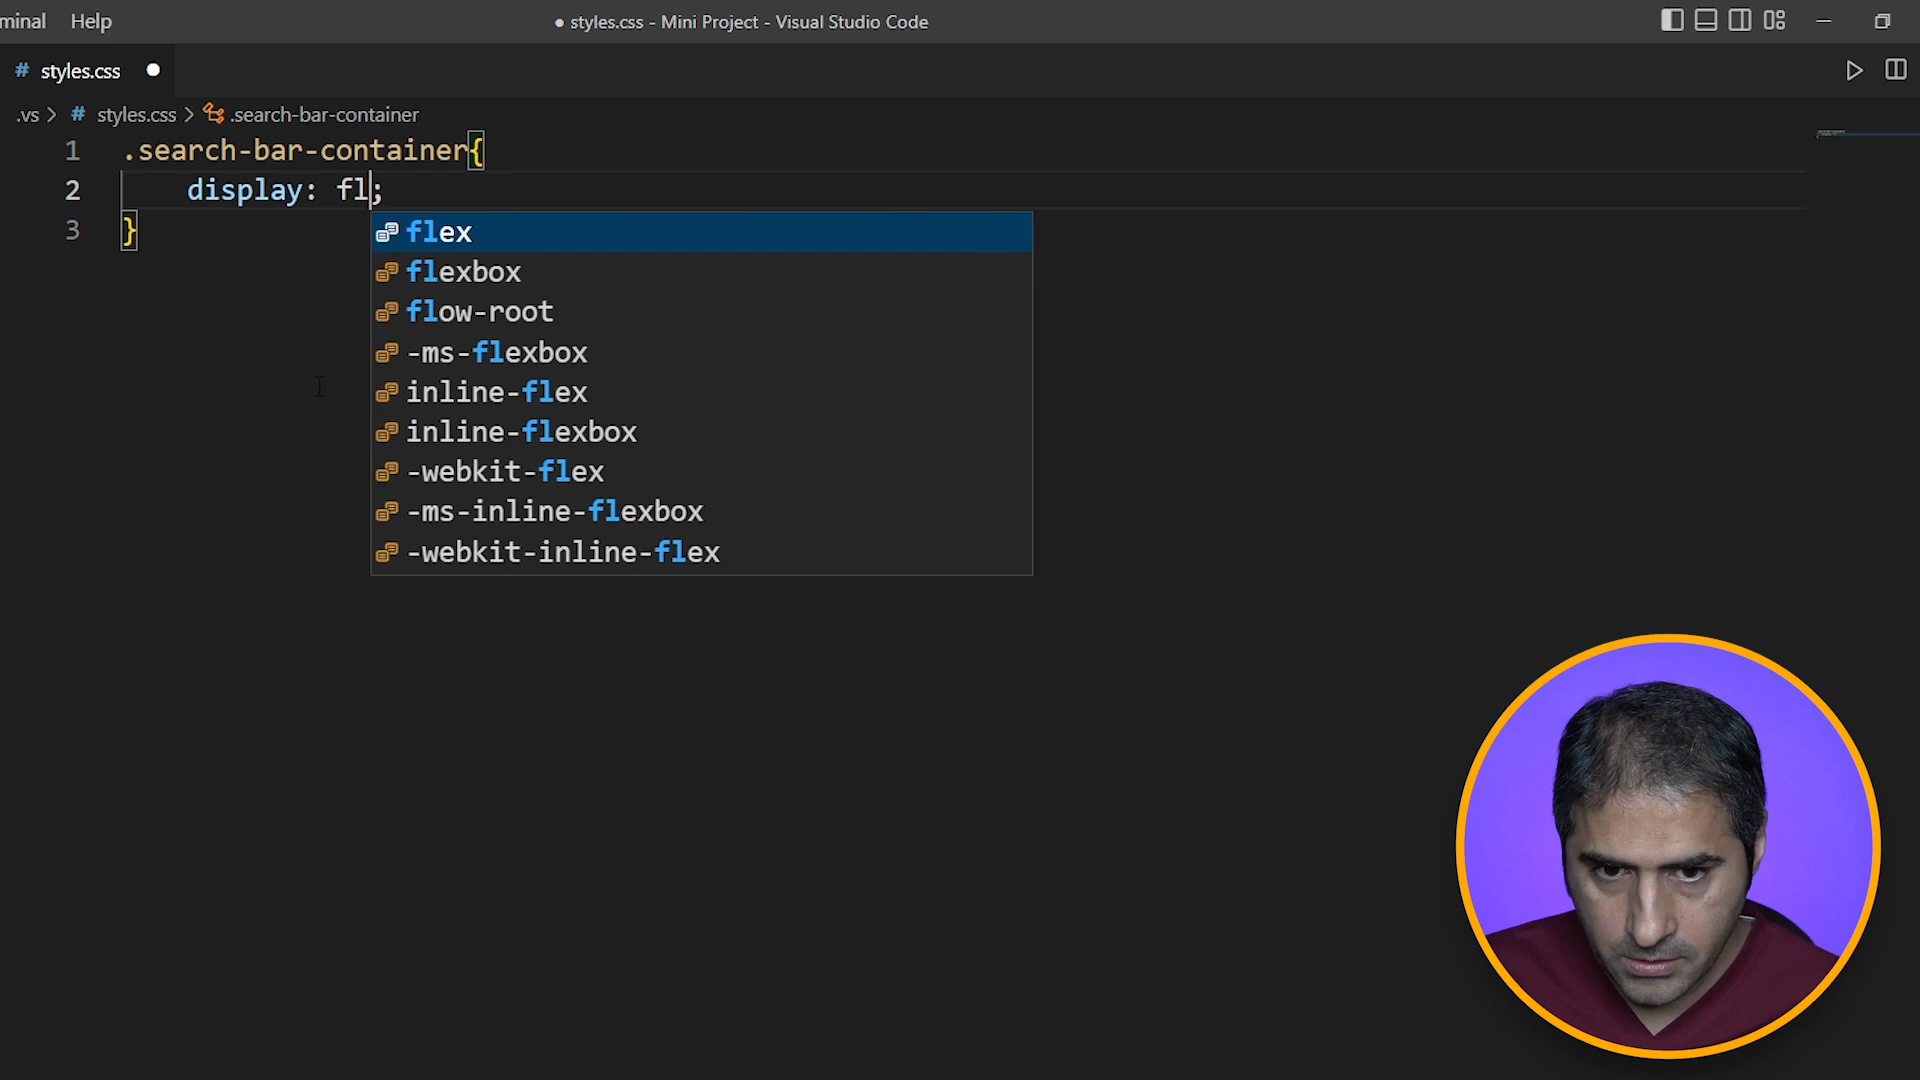 minal Help
● styles.css - Mini Project - Visual Studio Code
# styles.css ●
.vs > # styles.css > .search-bar-container
1 .search-bar-container{
2 display: fl;
3 }
flex
flexbox
flow-root
-ms-flexbox
inline-flex
inline-flexbox
-webkit-flex
-ms-inline-flexbox
-webkit-inline-flex